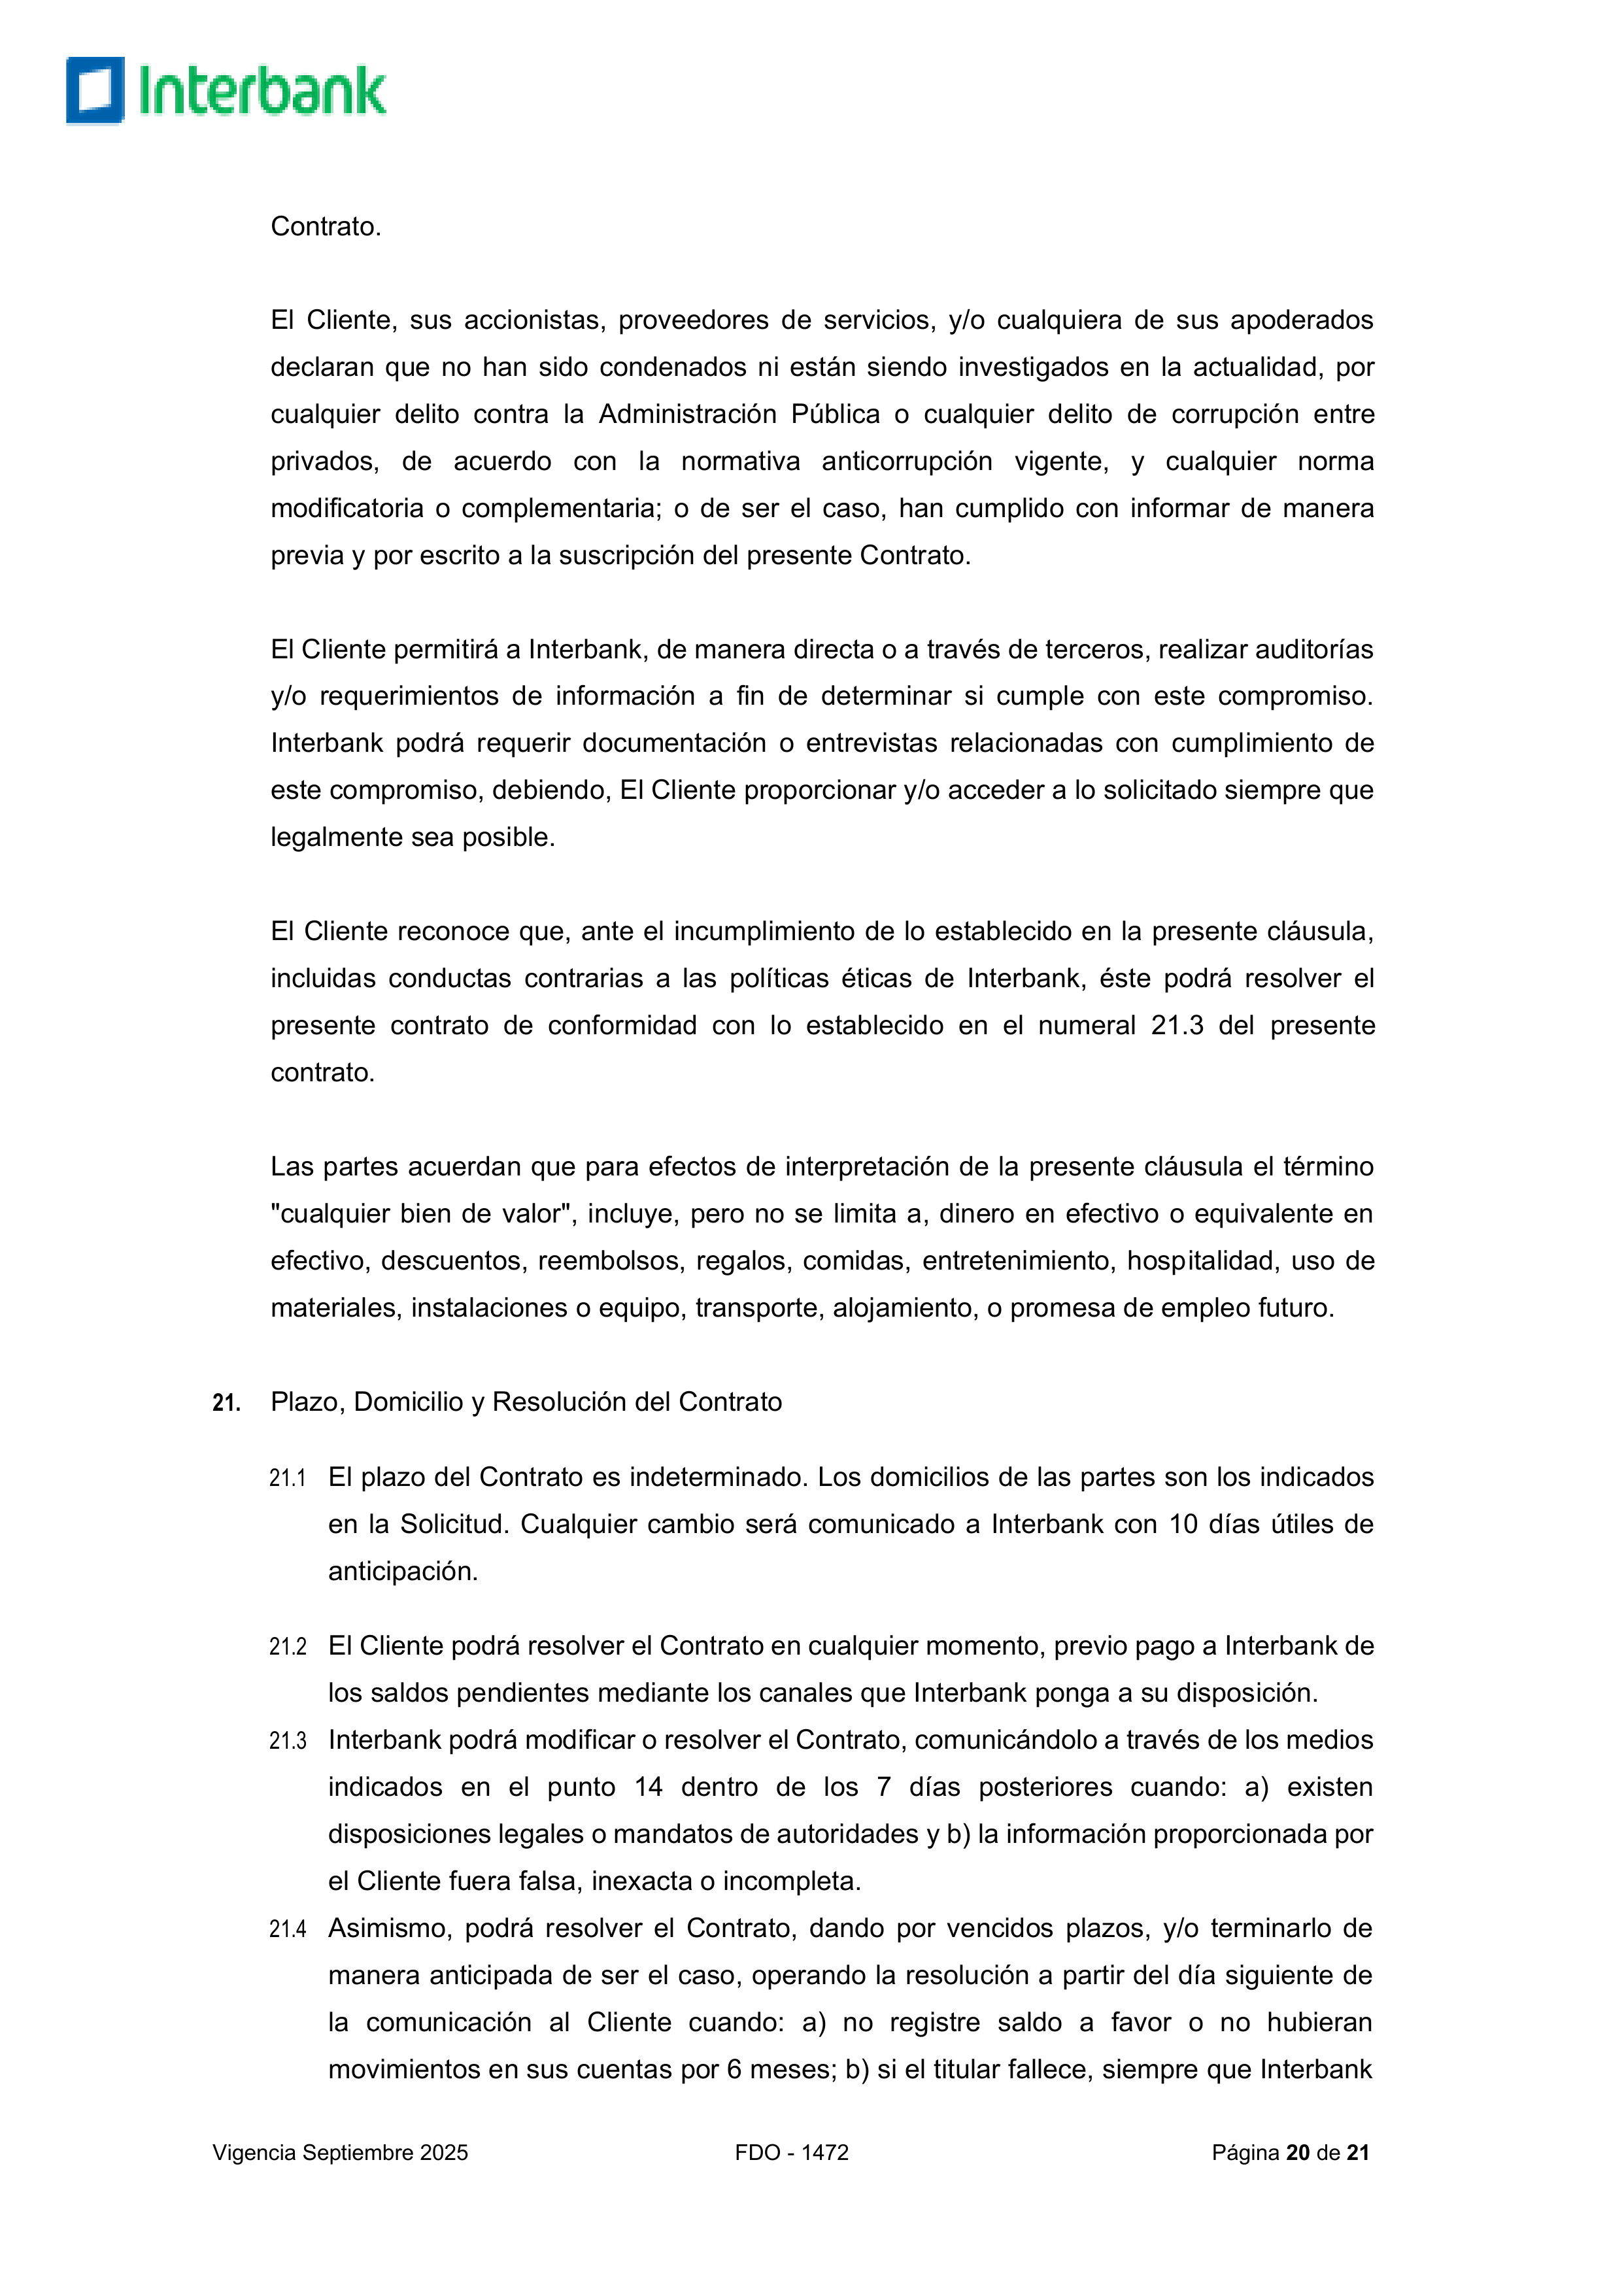 Interbank
Contrato.
El Cliente, sus accionistas, proveedores de servicios, y/o cualquiera de sus apoderados
declaran que no han sido condenados ni están siendo investigados en la actualidad, por
cualquier delito contra la Administración Pública o cualquier delito de corrupción entre
privados, de acuerdo con la normativa anticorrupción vigente, y cualquier norma
modificatoria o complementaria; o de ser el caso, han cumplido con informar de manera
previa y por escrito a la suscripción del presente Contrato.
El Cliente permitirá a Interbank, de manera directa o a través de terceros, realizar auditorías
y/o requerimientos de información a fin de determinar si cumple con este compromiso.
Interbank podrá requerir documentación o entrevistas relacionadas con cumplimiento de
este compromiso, debiendo, El Cliente proporcionar y/o acceder a lo solicitado siempre que
legalmente sea posible.
El Cliente reconoce que, ante el incumplimiento de lo establecido en la presente cláusula,
incluidas conductas contrarias a las políticas éticas de Interbank, éste podrá resolver el
presente contrato de conformidad con lo establecido en el numeral 21.3 del presente
contrato.
Las partes acuerdan que para efectos de interpretación de la presente cláusula el término
"cualquier bien de valor", incluye, pero no se limita a, dinero en efectivo o equivalente en
efectivo, descuentos, reembolsos, regalos, comidas, entretenimiento, hospitalidad, uso de
materiales, instalaciones o equipo, transporte, alojamiento, o promesa de empleo futuro.
21. Plazo, Domicilio y Resolución del Contrato
21.1 El plazo del Contrato es indeterminado. Los domicilios de las partes son los indicados
en la Solicitud. Cualquier cambio será comunicado a Interbank con 10 días útiles de
anticipación.
21.2 El Cliente podrá resolver el Contrato en cualquier momento, previo pago a Interbank de
los saldos pendientes mediante los canales que Interbank ponga a su disposición.
21.3 Interbank podrá modificar o resolver el Contrato, comunicándolo a través de los medios
indicados en el punto 14 dentro de los 7 días posteriores cuando: a) existen
disposiciones legales o mandatos de autoridades y b) la información proporcionada por
el Cliente fuera falsa, inexacta o incompleta.
21.4 Asimismo, podrá resolver el Contrato, dando por vencidos plazos, y/o terminarlo de
manera anticipada de ser el caso, operando la resolución a partir del día siguiente de
la comunicación al Cliente cuando: a) no registre saldo a favor o no hubieran
movimientos en sus cuentas por 6 meses; b) si el titular fallece, siempre que Interbank
Vigencia Septiembre 2025 FDO - 1472 Página 20 de 21